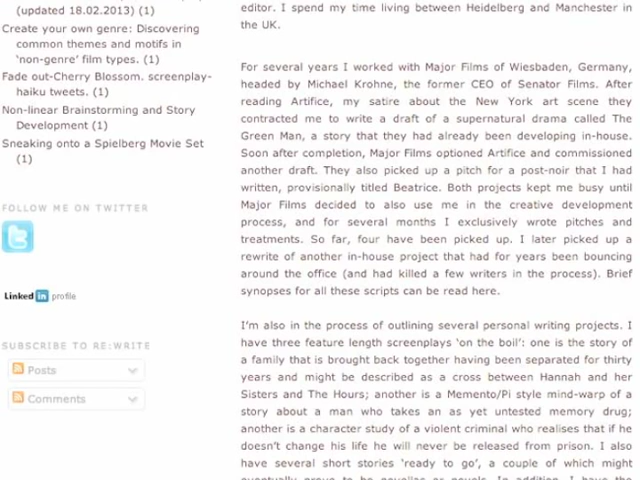 (updated 18.02.2013) (1)
Create your own genre: Discovering
common themes and motifs in
'non-genre' film types. (1)
Fade out-Cherry Blossom. screenplay-
haiku tweets. (1)
Non-linear Brainstorming and Story
Development (1)
Sneaking onto a Spielberg Movie Set
(1)
FOLLOW ME ON TWITTER
t
Linked in profile
SUBSCRIBE TO RE:WRITE
Posts
Comments
editor. I spend my time living between Heidelberg and Manchester in
the UK.
For several years I worked with Major Films of Wiesbaden, Germany,
headed by Michael Krohne, the former CEO of Senator Films. After
reading Artifice, my satire about the New York art scene they
contracted me to write a draft of a supernatural drama called The
Green Man, a story that they had already been developing in-house.
Soon after completion, Major Films optioned Artifice and commissioned
another draft. They also picked up a pitch for a post-noir that I had
written, provisionally titled Beatrice. Both projects kept me busy until
Major Films decided to also use me in the creative development
process, and for several months I exclusively wrote pitches and
treatments. So far, four have been picked up. I later picked up a
rewrite of another in-house project that had for years been bouncing
around the office (and had killed a few writers in the process). Brief
synopses for all these scripts can be read here.
I'm also in the process of outlining several personal writing projects. I
have three feature length screenplays 'on the boil': one is the story of
a family that is brought back together having been separated for thirty
years and might be described as a cross between Hannah and her
Sisters and The Hours; another is a Memento/Pi style mind-warp of a
story about a man who takes an as yet untested memory drug;
another is a character study of a violent criminal who realises that if he
doesn't change his life he will never be released from prison. I also
have several short stories 'ready to go', a couple of which might
eventually prove to be novellas or novels. In addition, I have the